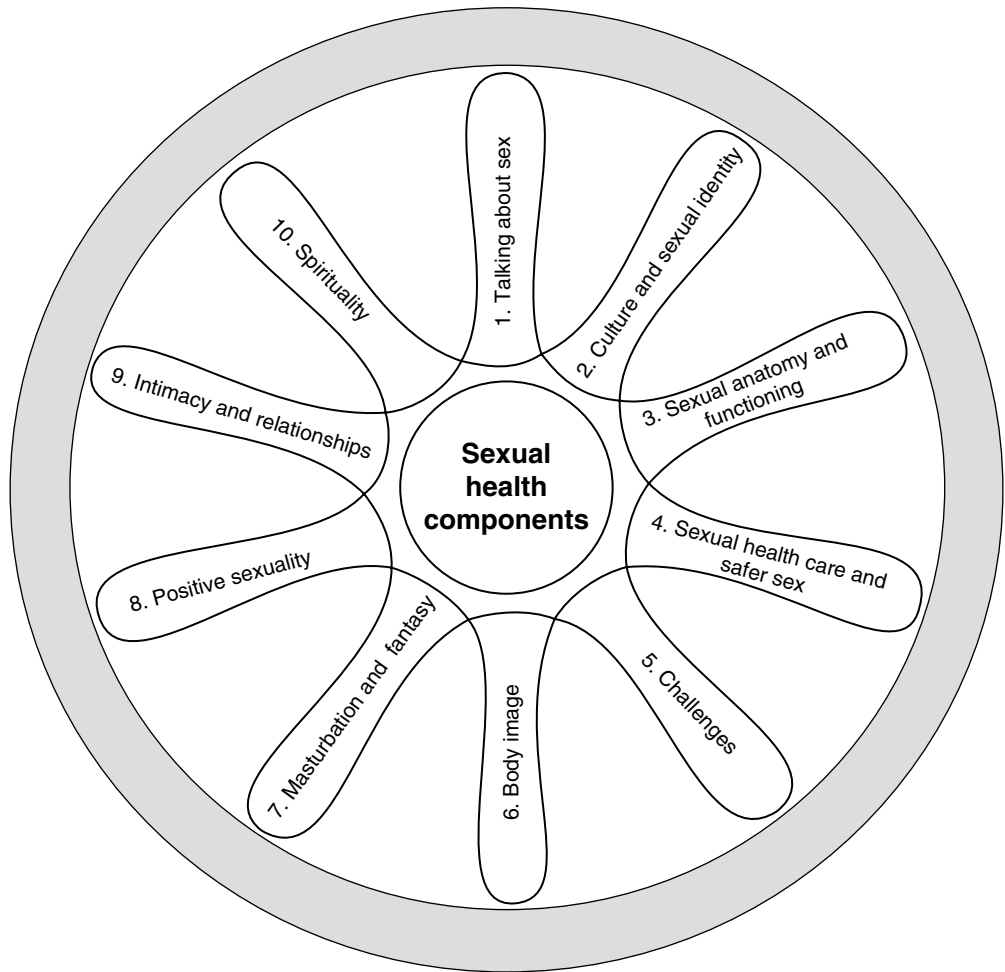 Sexual
health
components
1. Talking about sex
2. Culture and sexual identity
3. Sexual anatomy and
functioning
4. Sexual health care and
safer sex
5. Challenges
6. Body image
7. Masturbation and fantasy
8. Positive sexuality
9. Intimacy and relationships
10. Spirituality